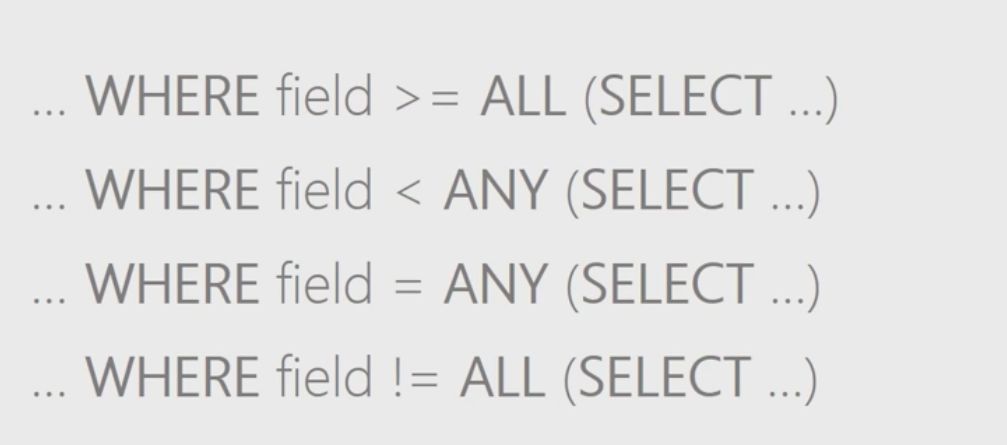 ... WHERE field >= ALL (SELECT ...)
... WHERE field < ANY (SELECT ...)
... WHERE field = ANY (SELECT ...)
... WHERE field != ALL (SELECT ...)